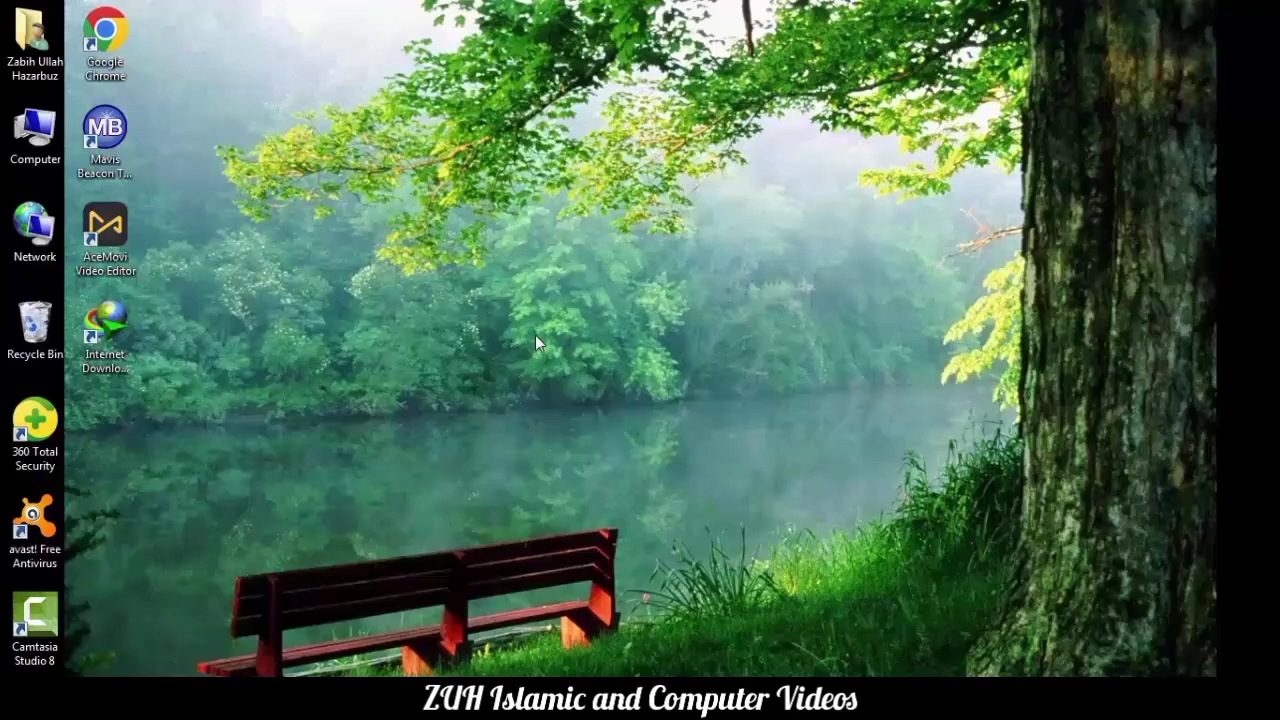 Zabih Ullah
Hazarbuz
Computer
Network
Recycle Bin
360 Total
Security
avast! Free
Antivirus
C
Camtasia
Studio 8
Google
Chrome
MB
Mavis
Beacon T...
AceMovi
Video Editor
Internet
Downlo...
ZUH Islamic and Computer Videos